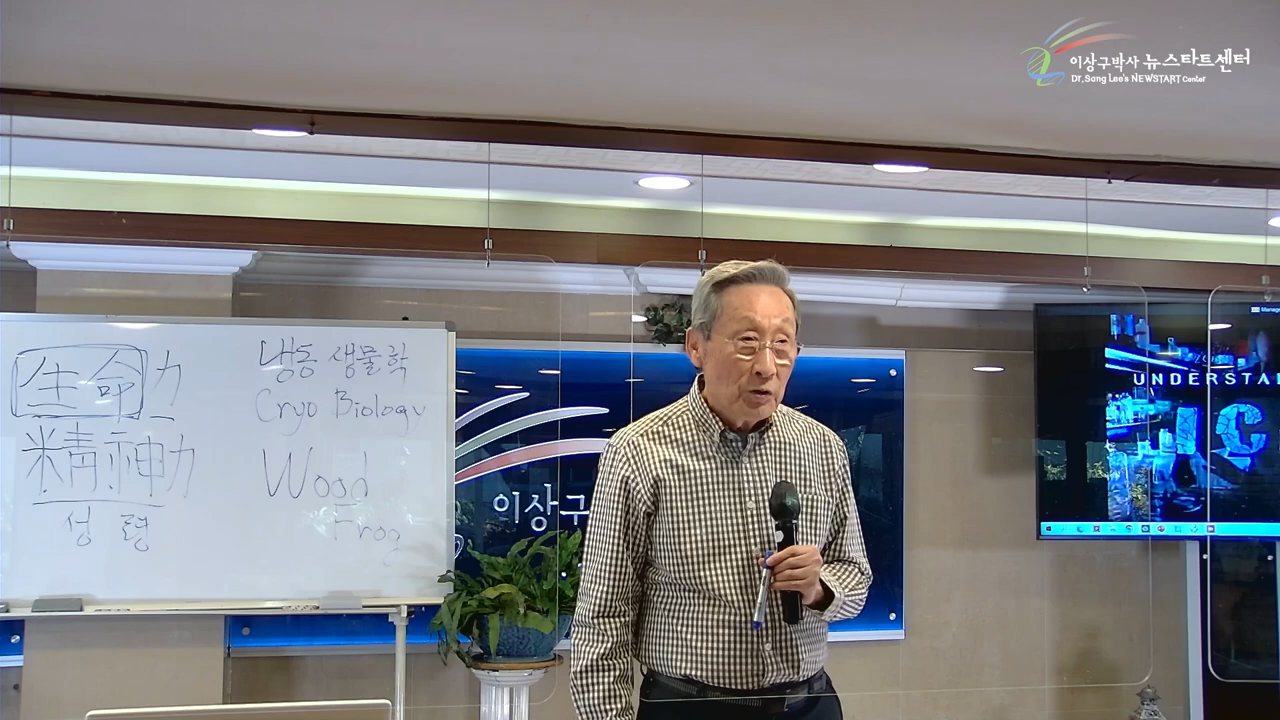 이상구박사 뉴스타트센터
Dr. Sang Lee's NEWSTART Center
生命力
精神力
성령
냉동생물학
Cryo Biology
Wood
Frog
이상구
UNDERSTA
IC